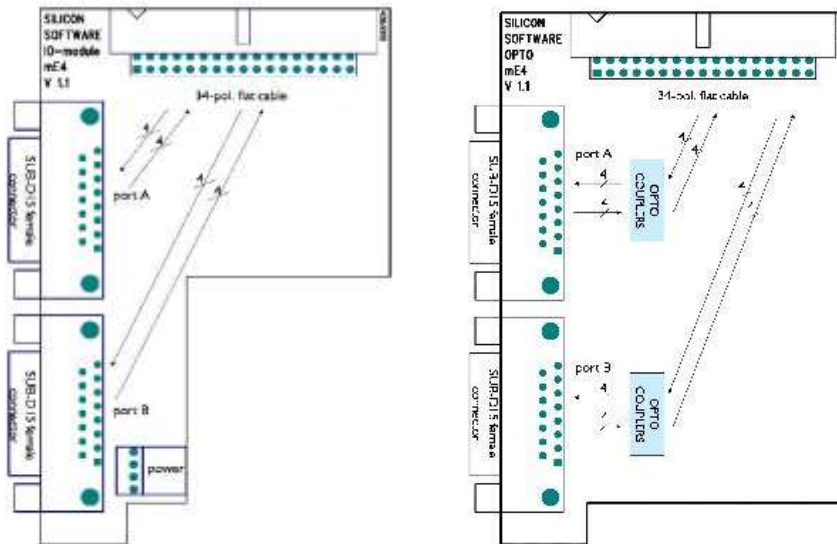 SILICON
SOFTWARE
IO-module
mE4
V 1.1
34-pol. flat cable
SUB-D15 female
connector
port A
4
4
4
4
SUB-D15 female
connector
port B
power
SILICON
SOFTWARE
OPTO
mE4
V 1.1
34-pol. flat cable
SUB-D15 female
connector
port A
4
4
4
OPTO
COUPLERS
SUB-D15 female
connector
port B
4
OPTO
COUPLERS